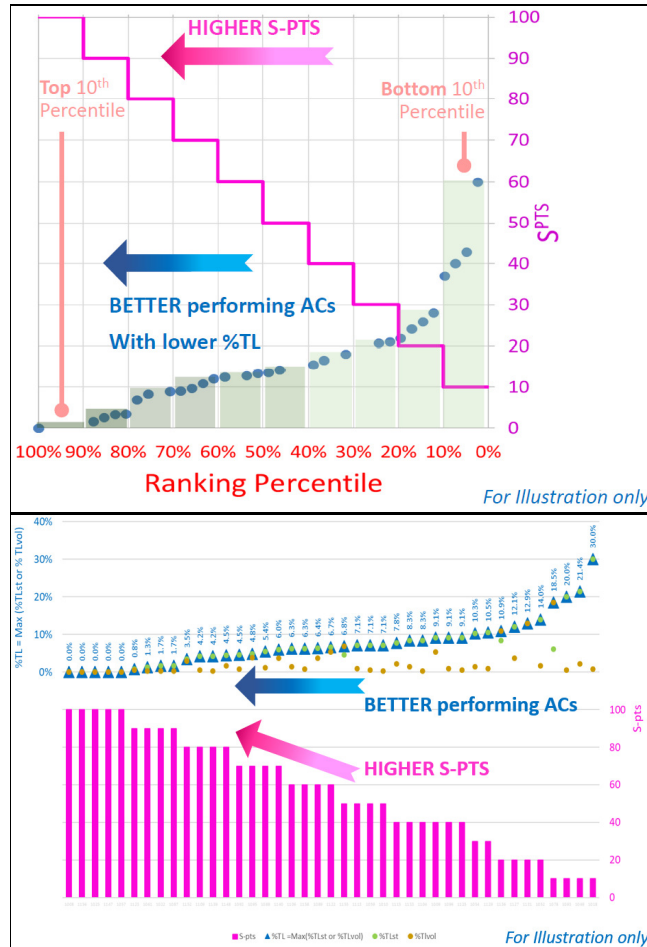 HIGHER S-PTS
Top 10th
Percentile
Bottom 10th
Percentile
BETTER performing ACs
With lower %TL
100
90
80
70
60
50
40
30
20
10
0
S^PTS
100% 90% 80% 70% 60% 50% 40% 30% 20% 10% 0%
Ranking Percentile
For Illustration only
%TL = Max (%TLst or % TLvol)
40%
30%
20%
10%
0%
0.0% 0.0% 0.0% 0.0% 0.0% 0.8% 1.3% 1.7% 1.7% 3.5% 4.2% 4.2% 4.5% 4.5% 4.8% 5.4% 6.0% 6.3% 6.3% 6.4% 6.7% 6.8% 7.1% 7.1% 7.1% 7.8% 8.3% 8.3% 9.1% 9.1% 9.1% 10.3% 10.5% 10.9% 12.1% 12.9% 14.0% 18.5% 20.0% 21.4% 30.0%
BETTER performing ACs
HIGHER S-PTS
100
80
60
40
20
0
S-pts
S-pts %TL =Max(%TLst or %TLvol) %TLst %Tlvol
For Illustration only